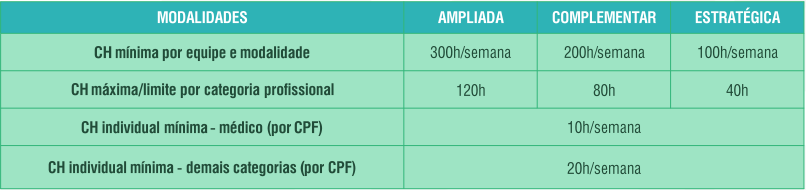 MODALIDADES AMPLIADA COMPLEMENTAR ESTRATÉGICA
CH mínima por equipe e modalidade 300h/semana 200h/semana 100h/semana
CH máxima/limite por categoria profissional 120h 80h 40h
CH individual mínima - médico (por CPF) 10h/semana
CH individual mínima - demais categorias (por CPF) 20h/semana